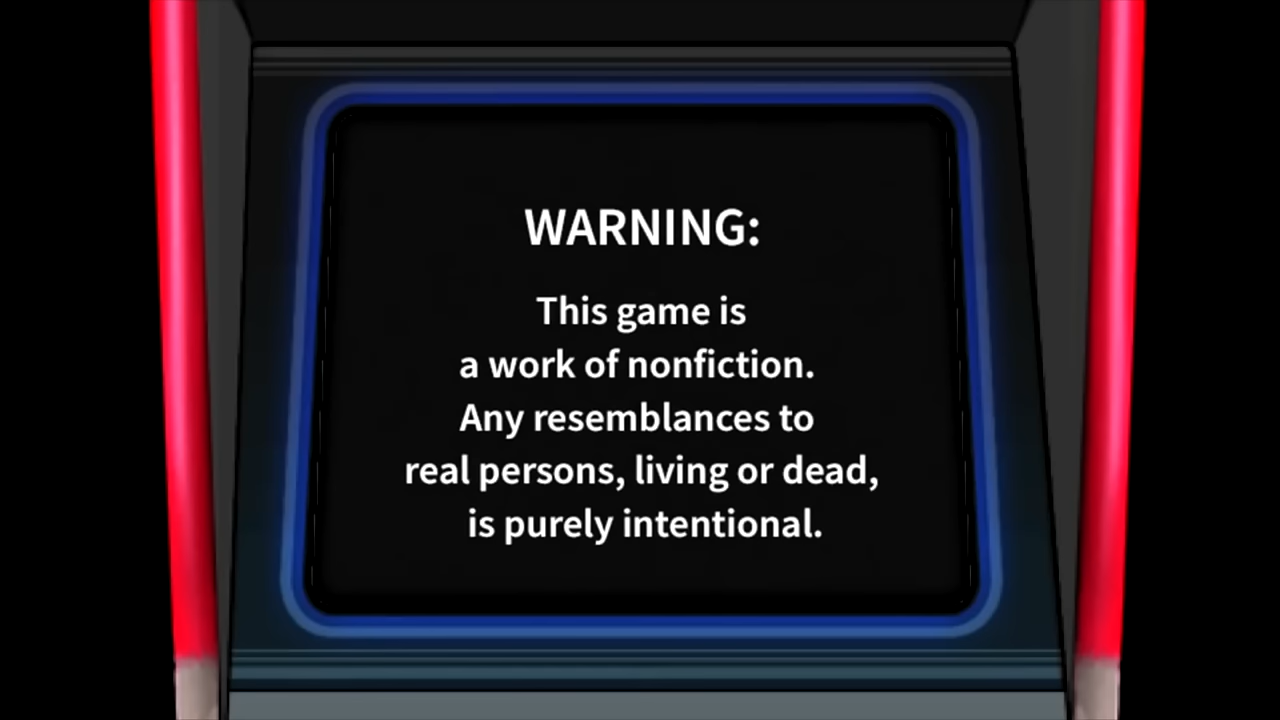 WARNING:
This game is
a work of nonfiction.
Any resemblances to
real persons, living or dead,
is purely intentional.